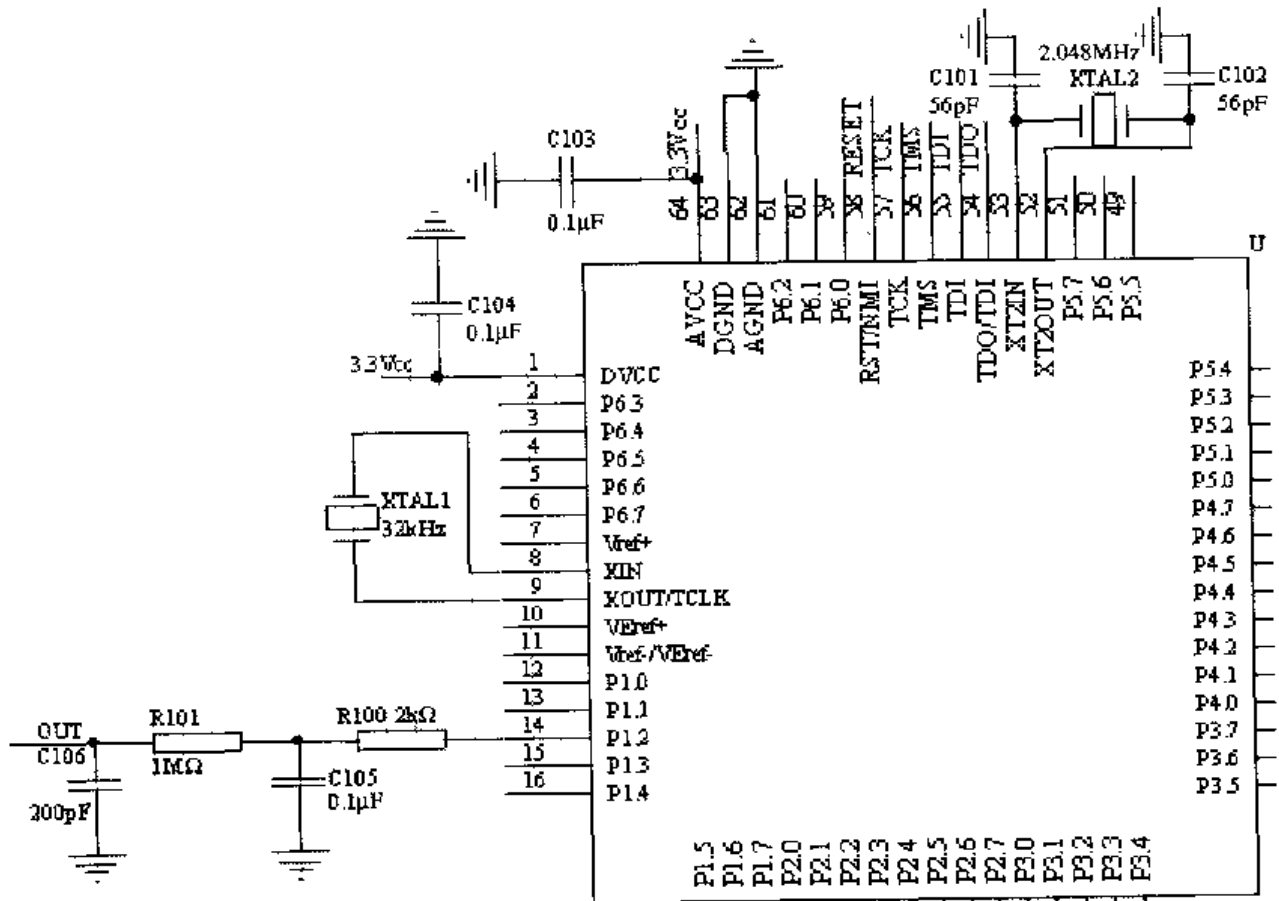 2.048MHz
C101
XTAL2
C102
56pF
56pF
C103
0.1μF
3.3Vcc
RESET
TCK
TMS
TDI
TDO
64
63
62
61
60
59
58
57
56
55
54
53
52
51
50
49
U
AVCC
DGND
AGND
P6.2
P6.1
P6.0
RST/NMI
TCK
TMS
TDI
TDO/TDI
XT2IN
XT2OUT
P5.7
P5.6
P5.5
C104
0.1μF
3.3Vcc
1
DVCC
2
P6.3
3
P6.4
4
P6.5
5
P6.6
6
P6.7
7
Vref+
8
XIN
9
XOUT/TCLK
10
VEref+
11
Vref-/VEref-
12
P1.0
13
P1.1
14
P1.2
15
P1.3
16
P1.4
XTAL1
32kHz
OUT
R101
R100 2kΩ
C106
1MΩ
C105
0.1μF
200pF
P5.4
P5.3
P5.2
P5.1
P5.0
P4.7
P4.6
P4.5
P4.4
P4.3
P4.2
P4.1
P4.0
P3.7
P3.6
P3.5
P1.5
P1.6
P1.7
P2.0
P2.1
P2.2
P2.3
P2.4
P2.5
P2.6
P2.7
P3.0
P3.1
P3.2
P3.3
P3.4